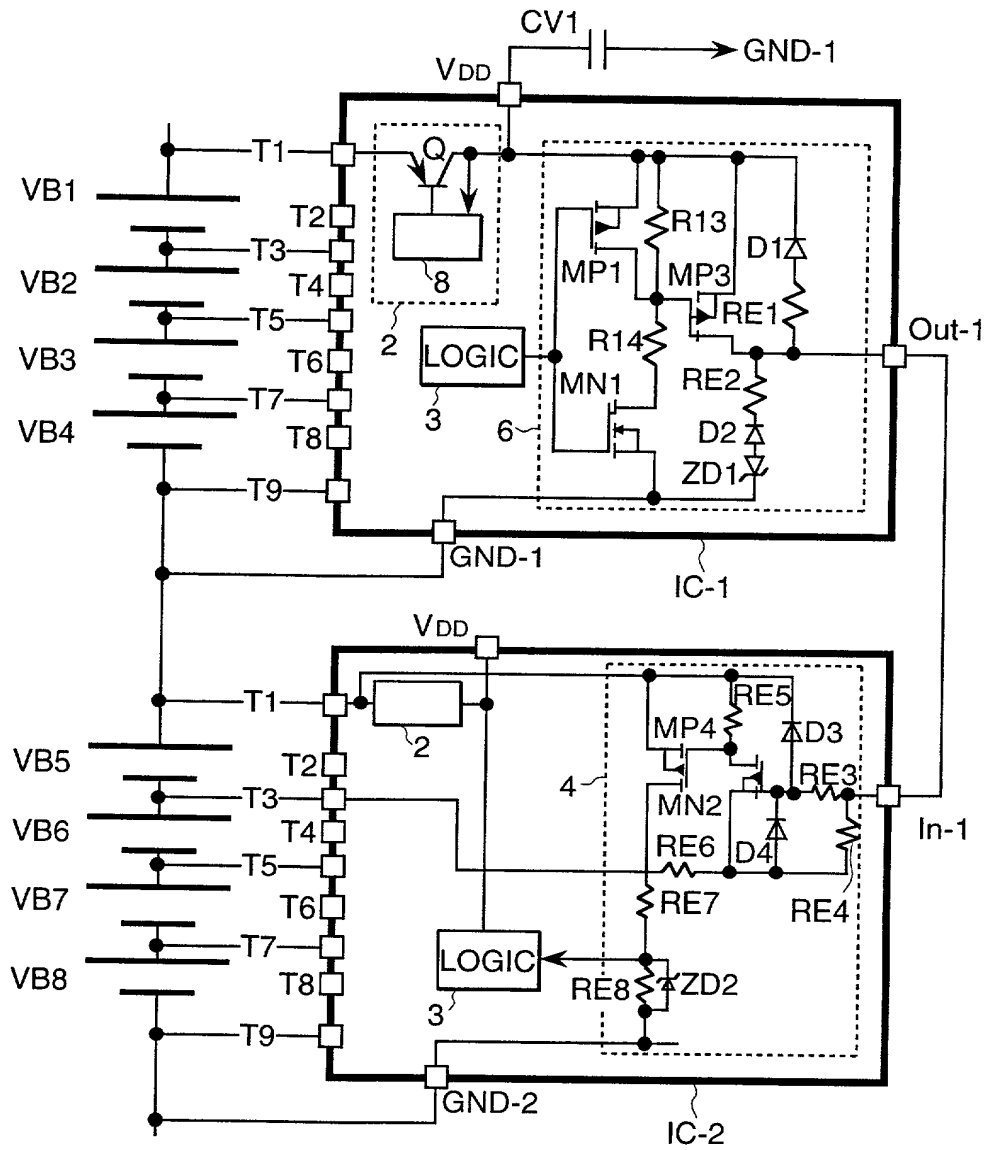 CV1
GND-1
VDD
T1
Q
VB1
T2
R13
D1
T3
MP1
MP3
VB2
T4
8
RE1
T5
2
R14
Out-1
VB3
LOGIC
T6
MN1
RE2
T7
3
VB4
6
D2
T8
ZD1
T9
GND-1
IC-1
VDD
T1
RE5
2
MP4
D3
VB5
T2
4
RE3
T3
MN2
In-1
VB6
T4
RE6
D4
T5
VB7
RE7
RE4
T6
T7
LOGIC
VB8
T8
RE8
ZD2
3
T9
GND-2
IC-2